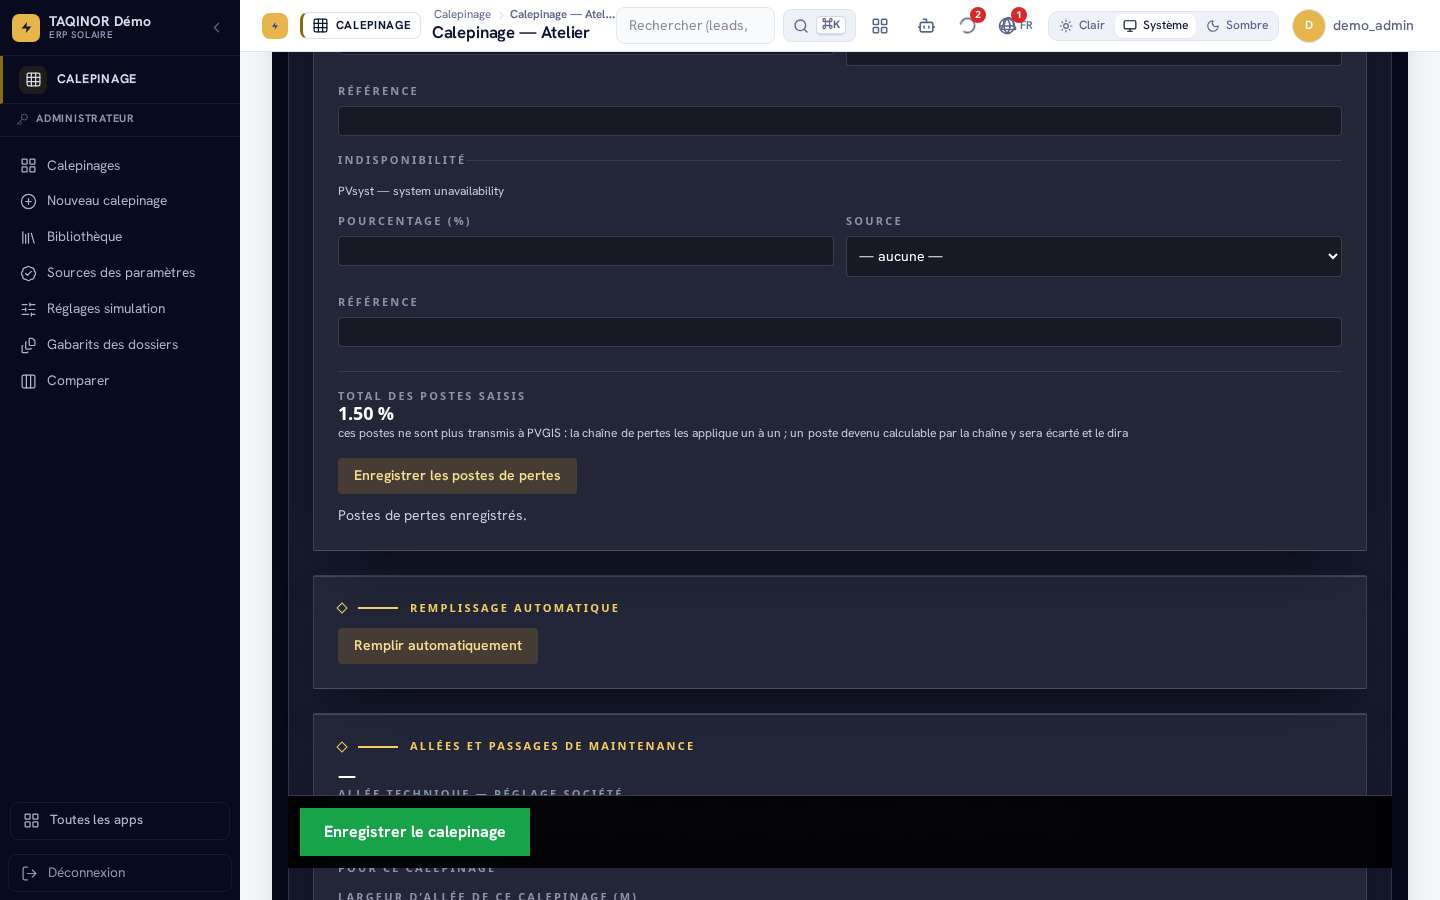 TAQINOR Démo
ERP SOLAIRE
CALEPINAGE
ADMINISTRATEUR
Calepinages
Nouveau calepinage
Bibliothèque
Sources des paramètres
Réglages simulation
Gabarits des dossiers
Comparer
Toutes les apps
Déconnexion
CALEPINAGE
Calepinage
Calepinage — Atel...
Calepinage — Atelier
Rechercher (leads,
⌘K
2
1
FR
Clair
Système
Sombre
D
demo_admin
RÉFÉRENCE
INDISPONIBILITÉ
PVsyst — system unavailability
POURCENTAGE (%)
SOURCE
— aucune —
RÉFÉRENCE
TOTAL DES POSTES SAISIS
1.50 %
ces postes ne sont plus transmis à PVGIS : la chaîne de pertes les applique un à un ; un poste devenu calculable par la chaîne y sera écarté et le dira
Enregistrer les postes de pertes
Postes de pertes enregistrés.
REMPLISSAGE AUTOMATIQUE
Remplir automatiquement
ALLÉES ET PASSAGES DE MAINTENANCE
—
ALLÉE TECHNIQUE — RÉGLAGE SOCIÉTÉ
Enregistrer le calepinage
POUR CE CALEPINAGE
LARGEUR D'ALLÉE DE CE CALEPINAGE (M)